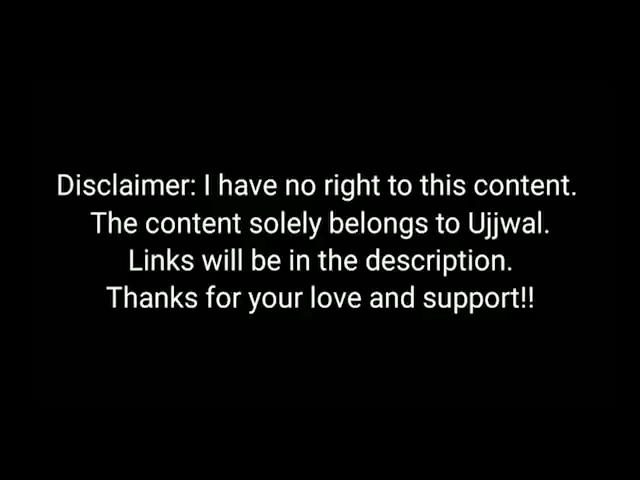 Disclaimer: I have no right to this content.
The content solely belongs to Ujjwal.
Links will be in the description.
Thanks for your love and support!!